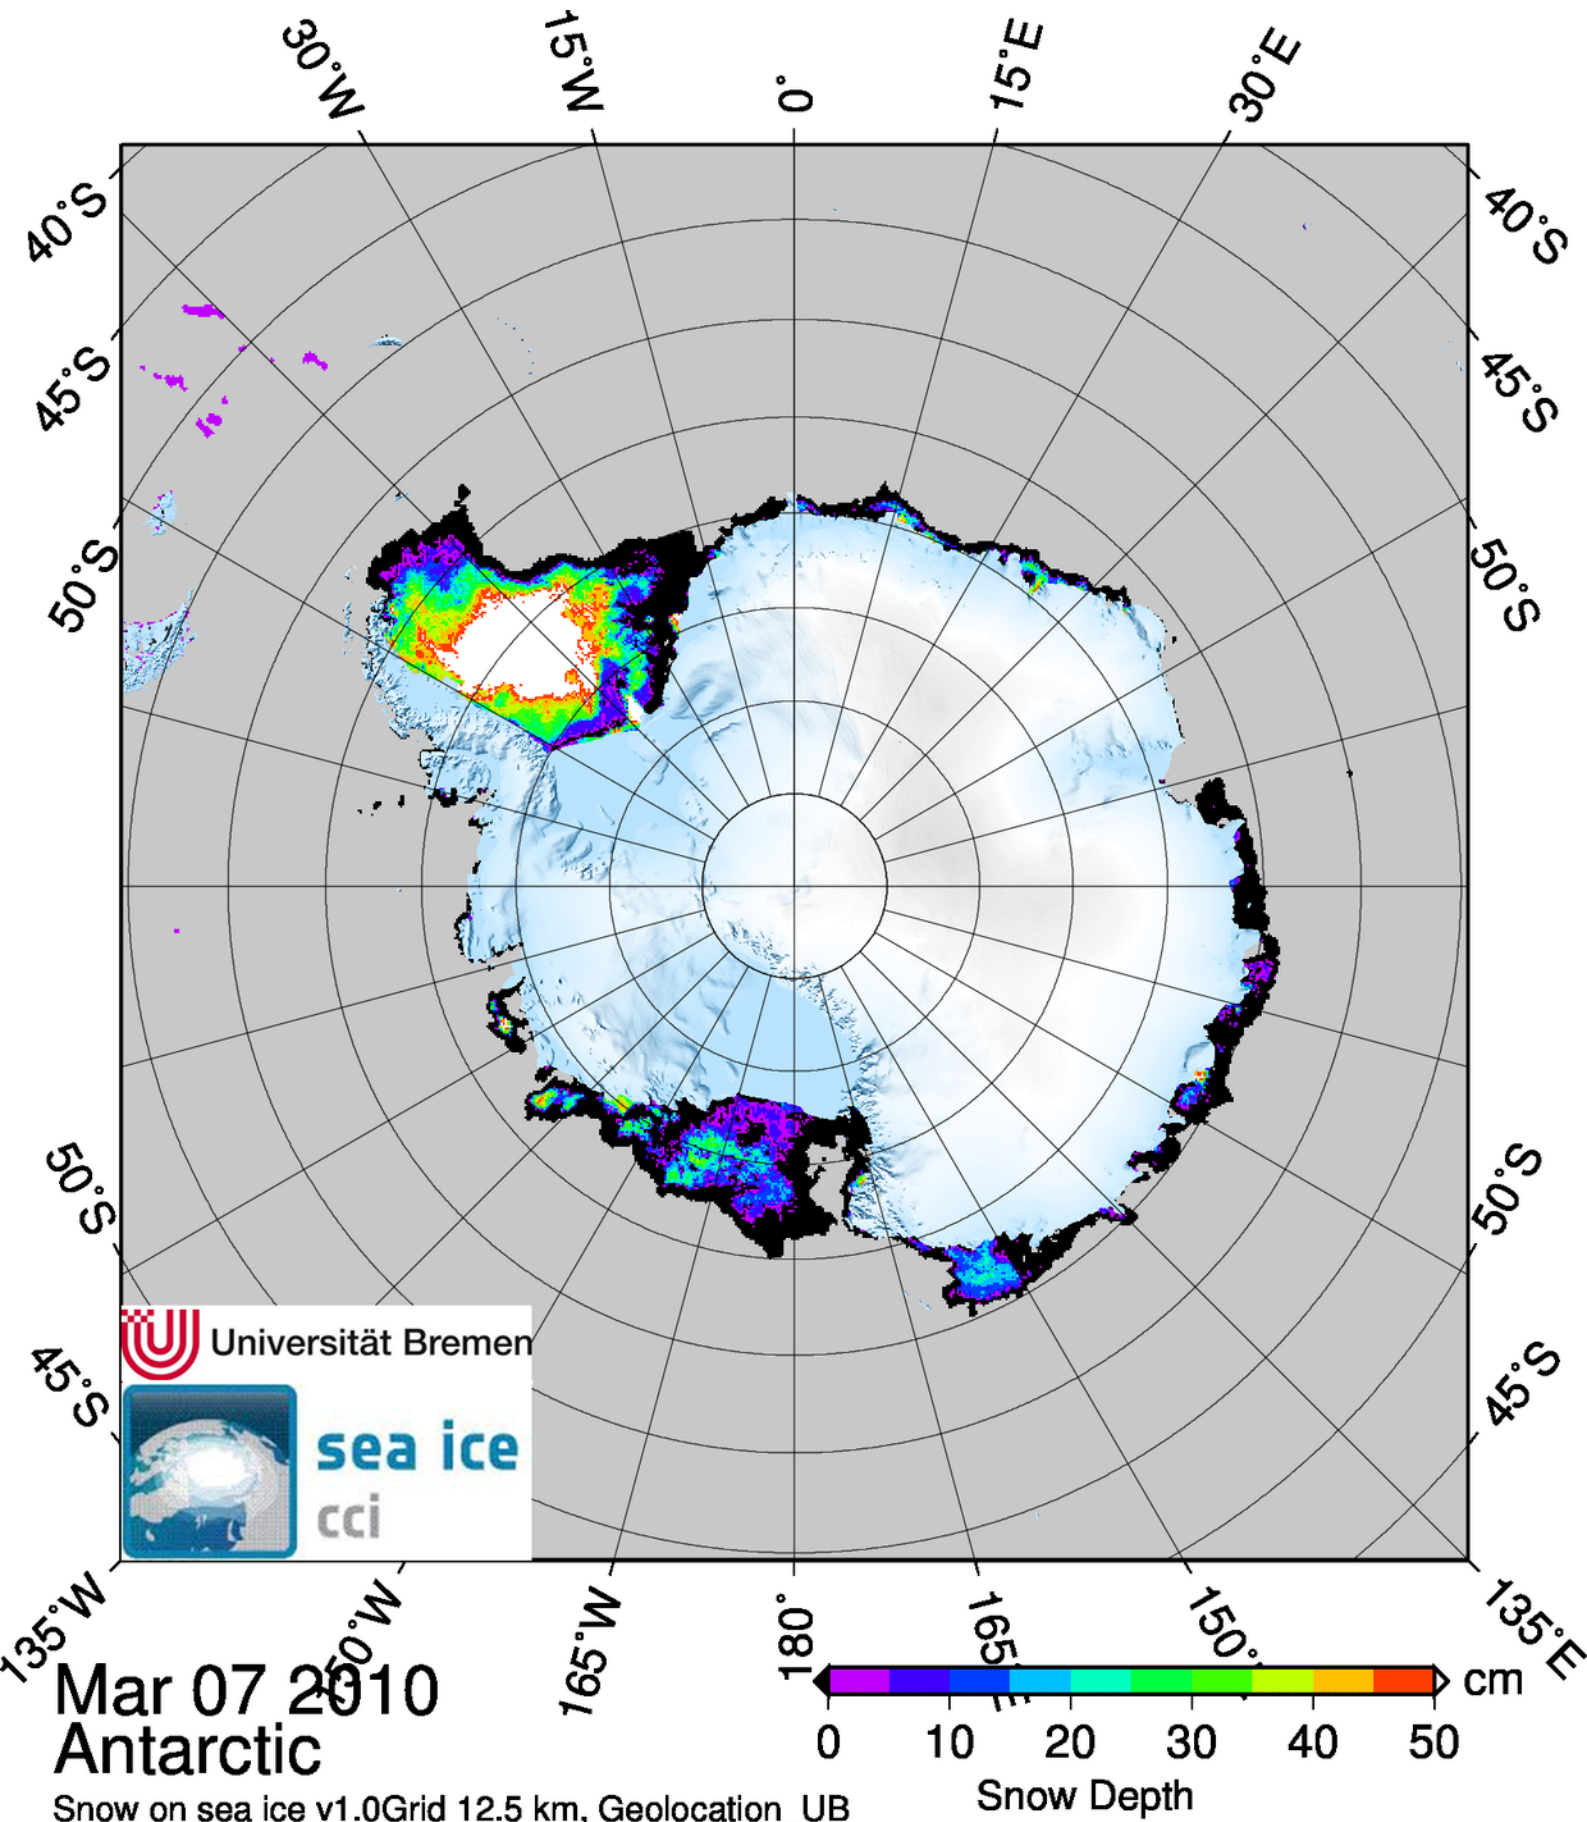 30°W 15°W 0° 15°E 30°E
40°S 40°S
45°S 45°S
50°S 50°S
50°S 50°S
45°S 45°S
Universität Bremen
sea ice
cci
135°W 150°W 165°W 180° 165°E 150° 135°E
Mar 07 2010
Antarctic
Snow on sea ice v1.0Grid 12.5 km, Geolocation UB
cm
0 10 20 30 40 50
Snow Depth